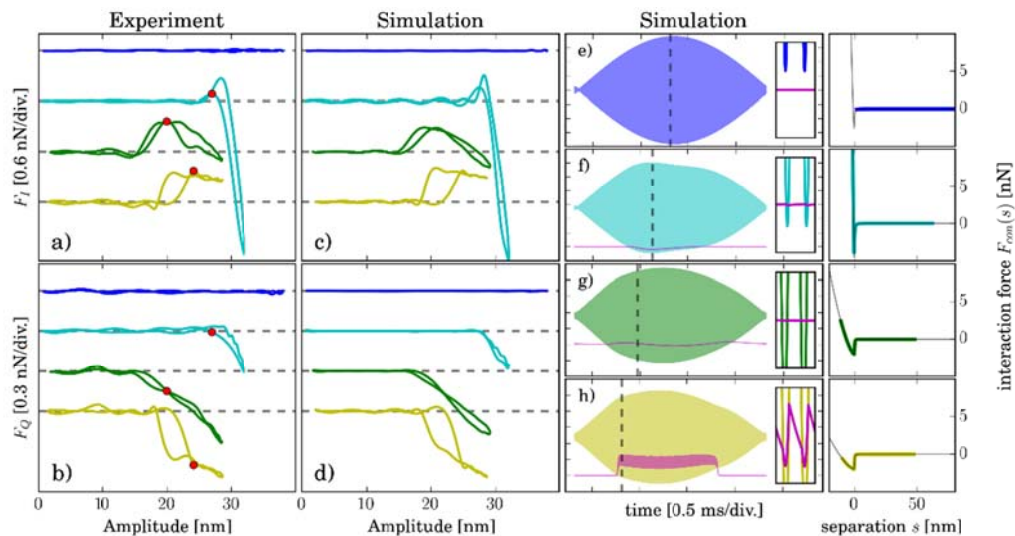 Experiment
Simulation
Simulation
F_I [0.6 nN/div.]
a)
c)
e)
5
0
f)
5
0
F_Q [0.3 nN/div.]
b)
d)
g)
5
0
h)
5
0
interaction force F_con(s) [nN]
0 10 20 30
0 10 20 30
0 50
Amplitude [nm]
Amplitude [nm]
time [0.5 ms/div.]
separation s [nm]